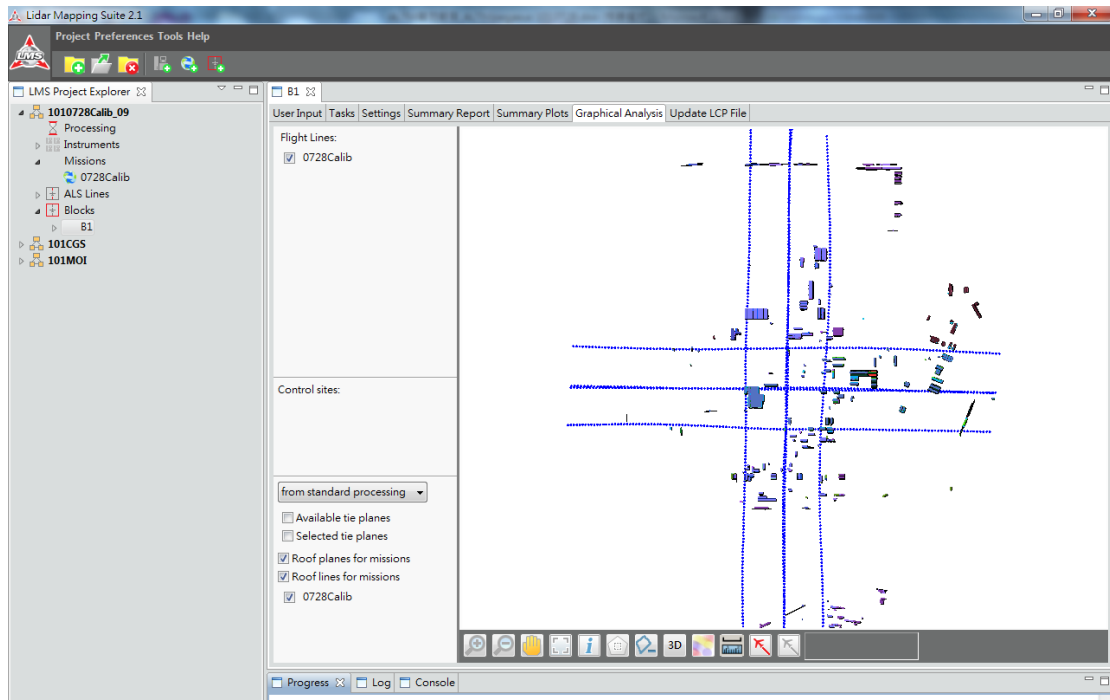 Lidar Mapping Suite 2.1
Project Preferences Tools Help
LMS
LMS Project Explorer
1010728Calib_09
Processing
Instruments
Missions
0728Calib
ALS Lines
Blocks
B1
101CGS
101MOI
B1
User Input Tasks Settings Summary Report Summary Plots Graphical Analysis Update LCP File
Flight Lines:
0728Calib
Control sites:
from standard processing
Available tie planes
Selected tie planes
Roof planes for missions
Roof lines for missions
0728Calib
i 3D
Progress Log Console